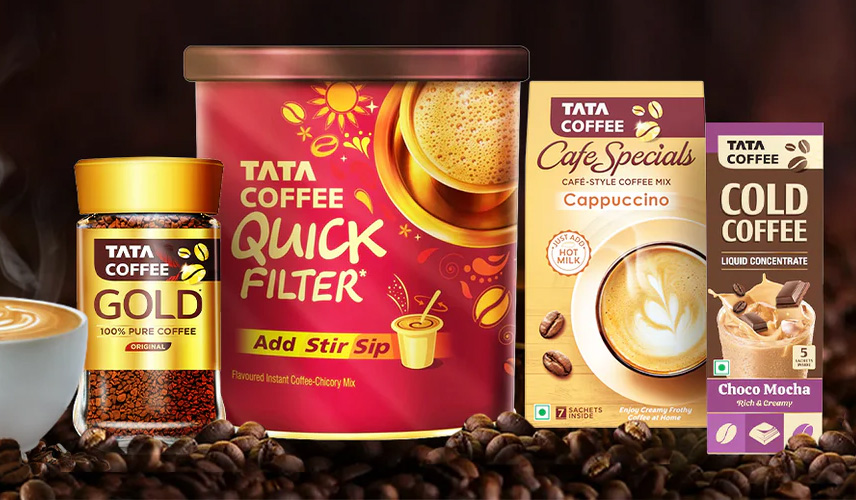 TATA
COFFEE
GOLD
100% PURE COFFEE
ORIGINAL
TATA
COFFEE
QUICK
FILTER*
Add Stir Sip
Flavoured Instant Coffee-Chicory Mix
TATA
COFFEE
Cafe Specials
CAFÉ-STYLE COFFEE MIX
Cappuccino
JUST ADD
HOT
MILK
7 SACHETS
INSIDE
Enjoy Creamy Frothy
Coffee at Home
TATA
COFFEE
COLD
COFFEE
LIQUID CONCENTRATE
5
SACHETS
INSIDE
Choco Mocha
Rich & Creamy